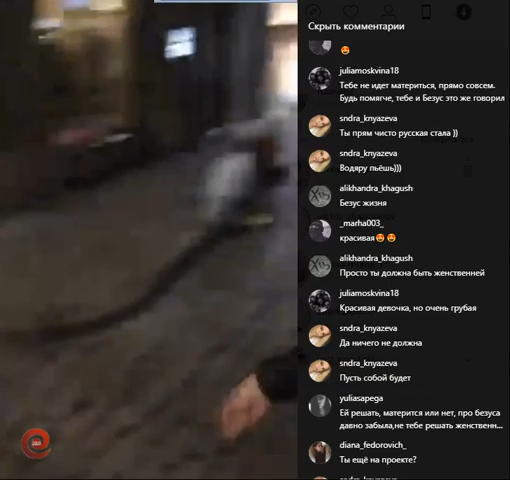 Скрыть комментарии
juliamoskvina18
Тебе не идет материться, прямо совсем.
Будь помягче, тебе и Безус это же говорил
sndra_knyazeva
Ты прям чисто русская стала ))
sndra_knyazeva
Водяру пьёшь)))
alikhandra_khagush
Безус жизня
_marha003_
красивая😍😍
alikhandra_khagush
Просто ты должна быть женственней
juliamoskvina18
Красивая девочка, но очень грубая
sndra_knyazeva
Да ничего не должна
sndra_knyazeva
Пусть собой будет
yuliasapega
Ей решать, матерится или нет, про безуса
давно забыла,не тебе решать женственн...
diana_fedorovich_
Ты ещё на проекте?